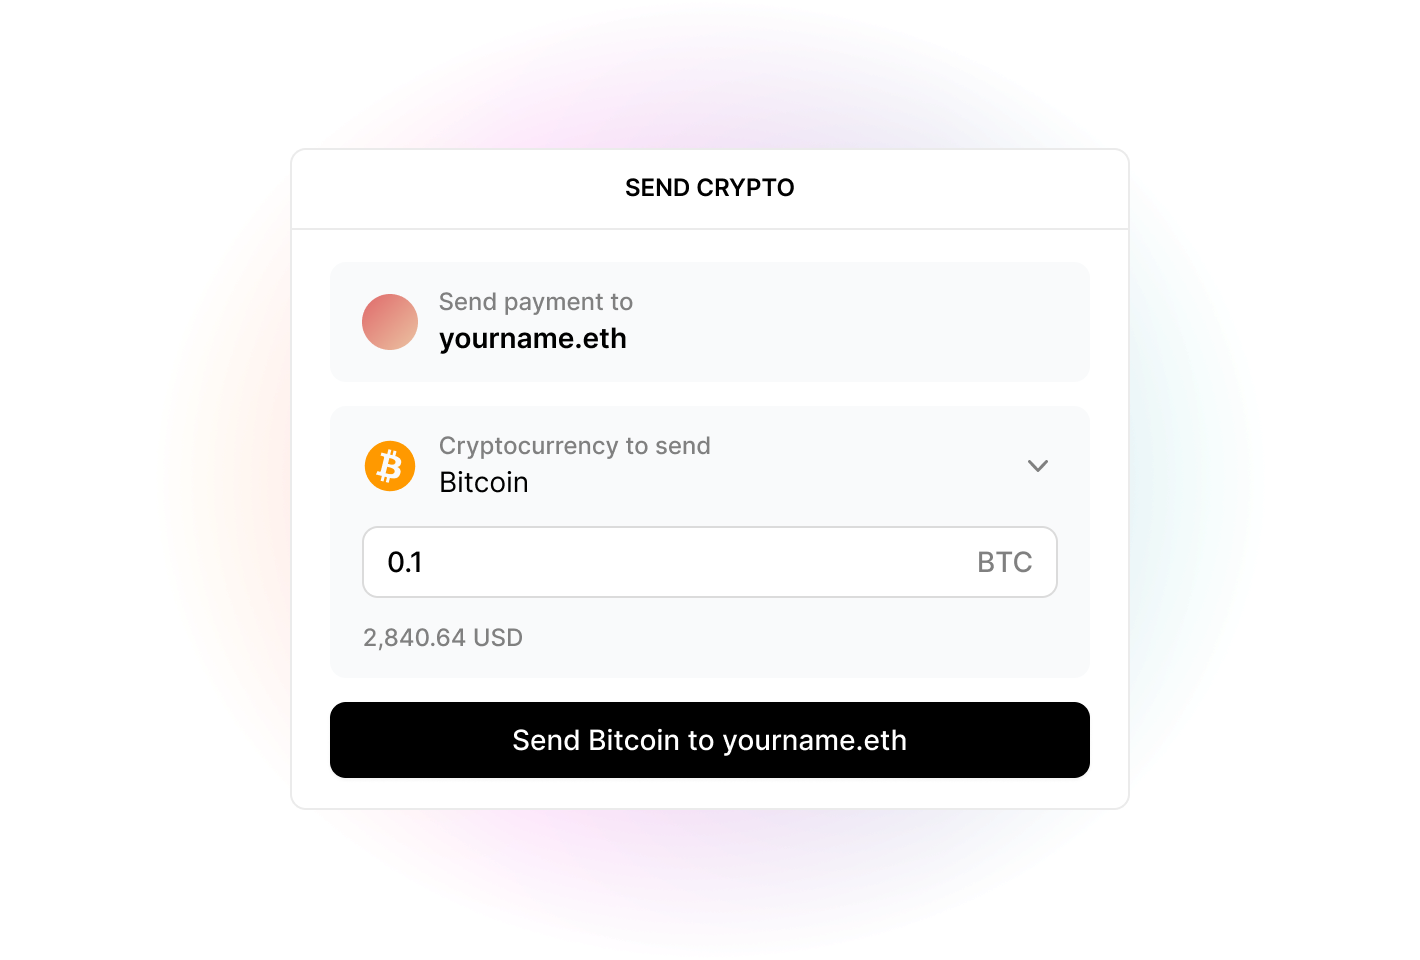 SEND CRYPTO
Send payment to
yourname.eth
Cryptocurrency to send
Bitcoin
0.1 BTC
2,840.64 USD
Send Bitcoin to yourname.eth